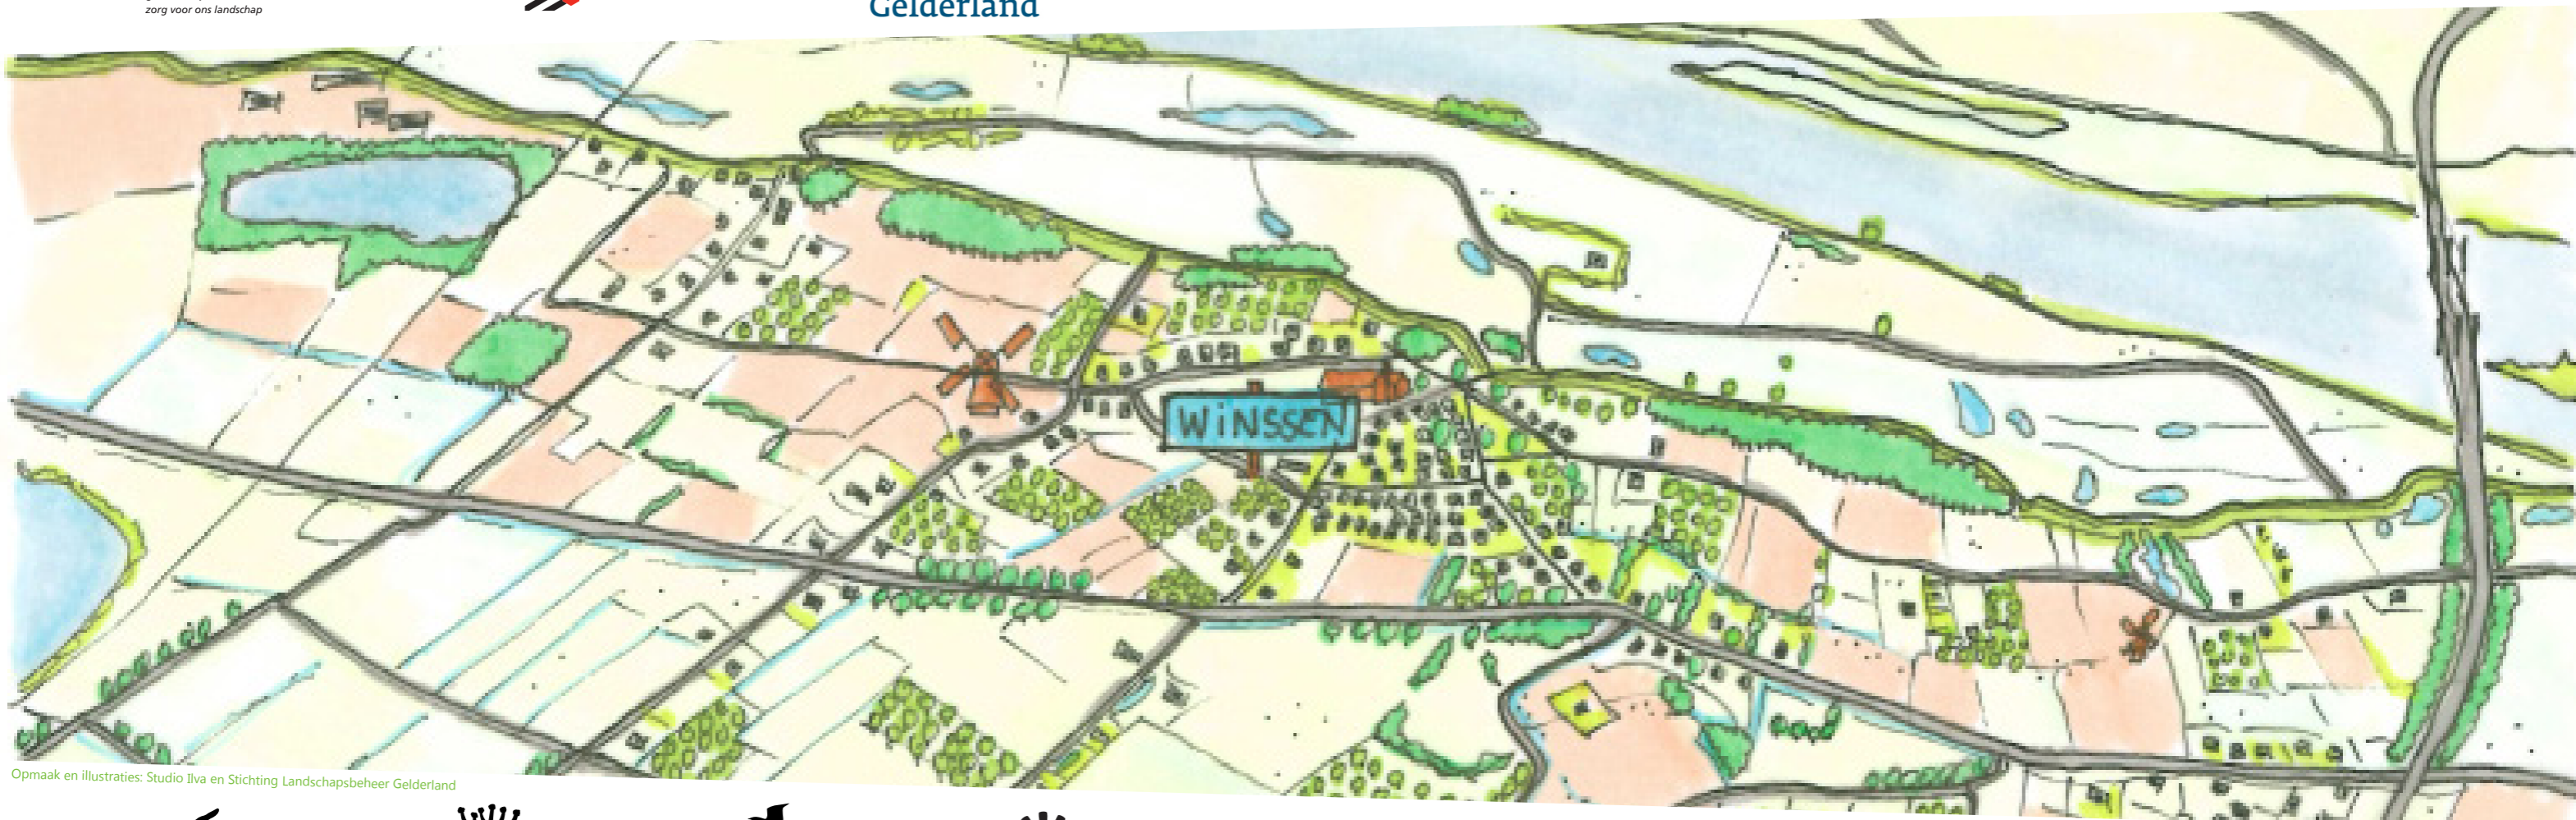 zorg voor ons landschap
Gelderland
WiNSSEN
Opmaak en illustraties: Studio Ilva en Stichting Landschapsbeheer Gelderland